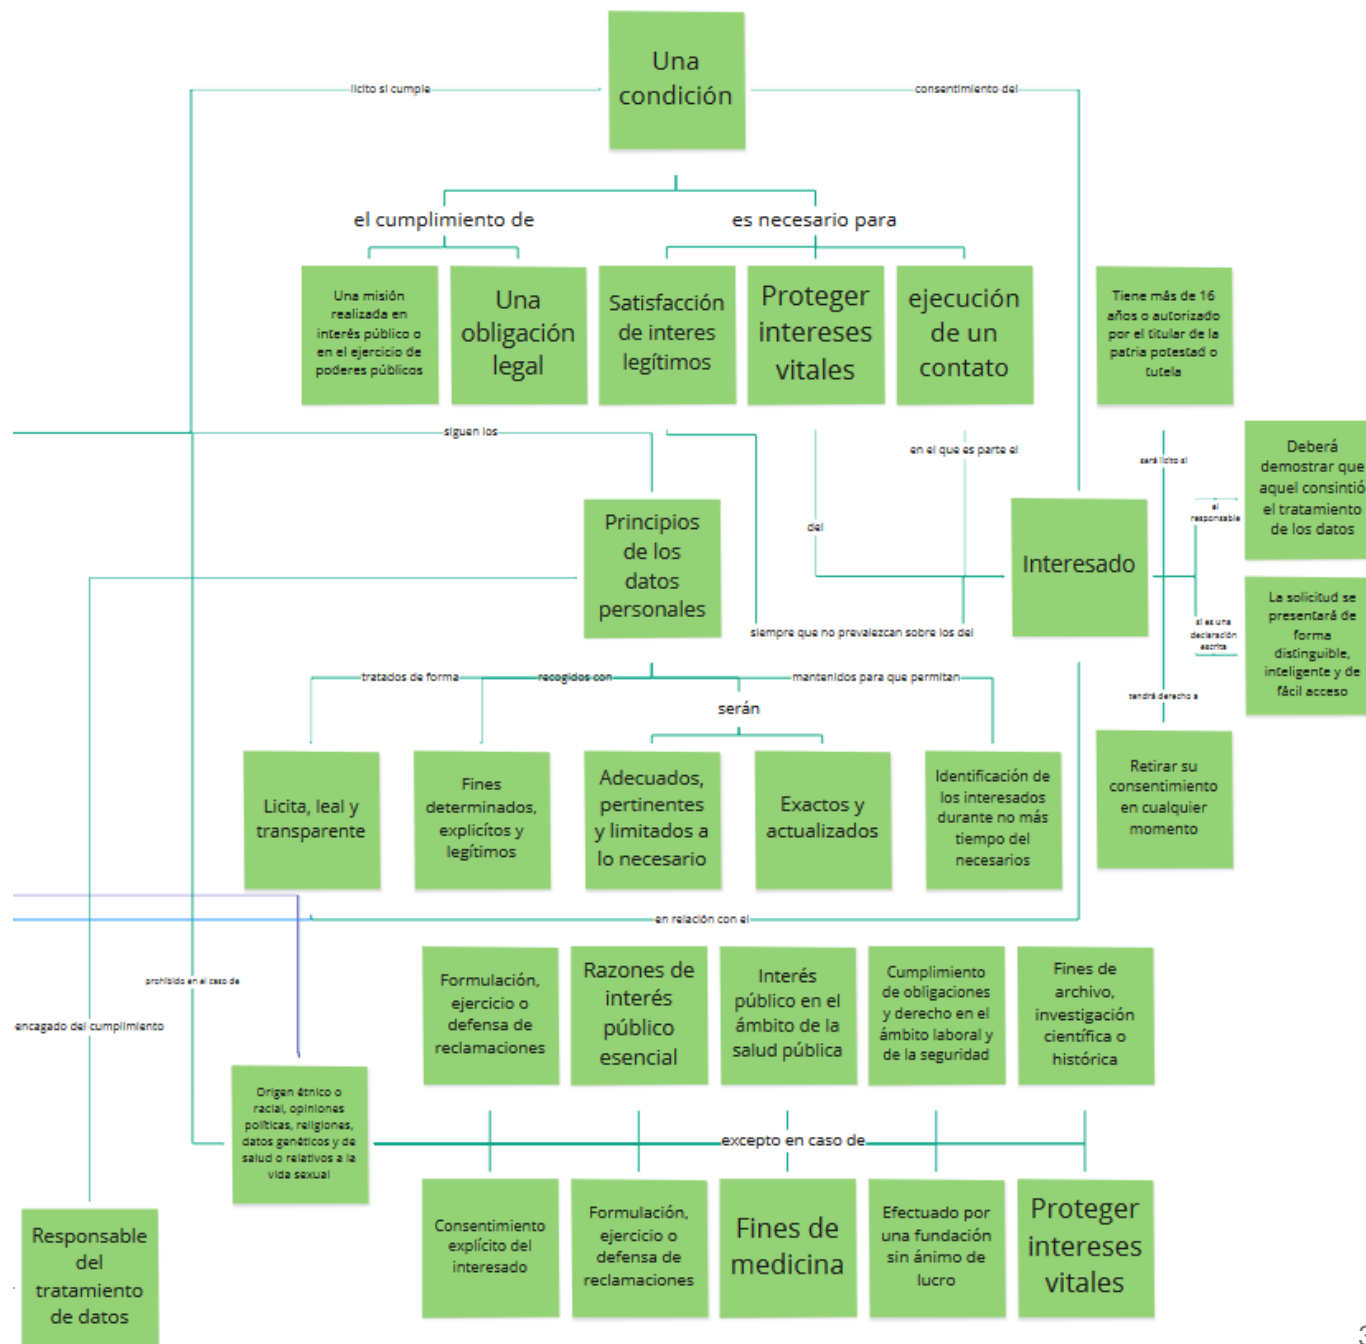 Una
condición
licito si cumple
consentimiento del
el cumplimiento de
es necesario para
Una misión
realizada en
interés público o
en el ejercicio de
poderes públicos
Una
obligación
legal
Satisfacción
de interes
legítimos
Proteger
intereses
vitales
ejecución
de un
contato
Tiene más de 16
años o autorizado
por el titular de la
patria potestad o
tutela
siguen los
en el que es parte el
será lícito si
Deberá
demostrar que
aquel consintió
el tratamiento
de los datos
el
responsable
Principios
de los
datos
personales
del
Interesado
La solicitud se
presentará de
forma
distinguible,
inteligente y de
fácil acceso
si es una
declaración
escrita
siempre que no prevalezcan sobre los del
tratados de forma
recogidos con
mantenidos para que permitan
serán
tendrá derecho a
Licita, leal y
transparente
Fines
determinados,
explicítos y
legítimos
Adecuados,
pertinentes
y limitados a
lo necesario
Exactos y
actualizados
Identificación de
los interesados
durante no más
tiempo del
necesarios
Retirar su
consentimiento
en cualquier
momento
en relación con el
prohibido en el caso de
encagado del cumplimiento
Formulación,
ejercicio o
defensa de
reclamaciones
Razones de
interés
público
esencial
Interés
público en el
ámbito de la
salud pública
Cumplimiento
de obligaciones
y derecho en el
ámbito laboral y
de la seguridad
Fines de
archivo,
investigación
científica o
histórica
Origen étnico o
racial, opiniones
políticas, religiones,
datos genéticos y de
salud o relativos a la
vida sexual
excepto en caso de
Consentimiento
explícito del
interesado
Formulación,
ejercicio o
defensa de
reclamaciones
Fines de
medicina
Efectuado por
una fundación
sin ánimo de
lucro
Proteger
intereses
vitales
Responsable
del
tratamiento
de datos